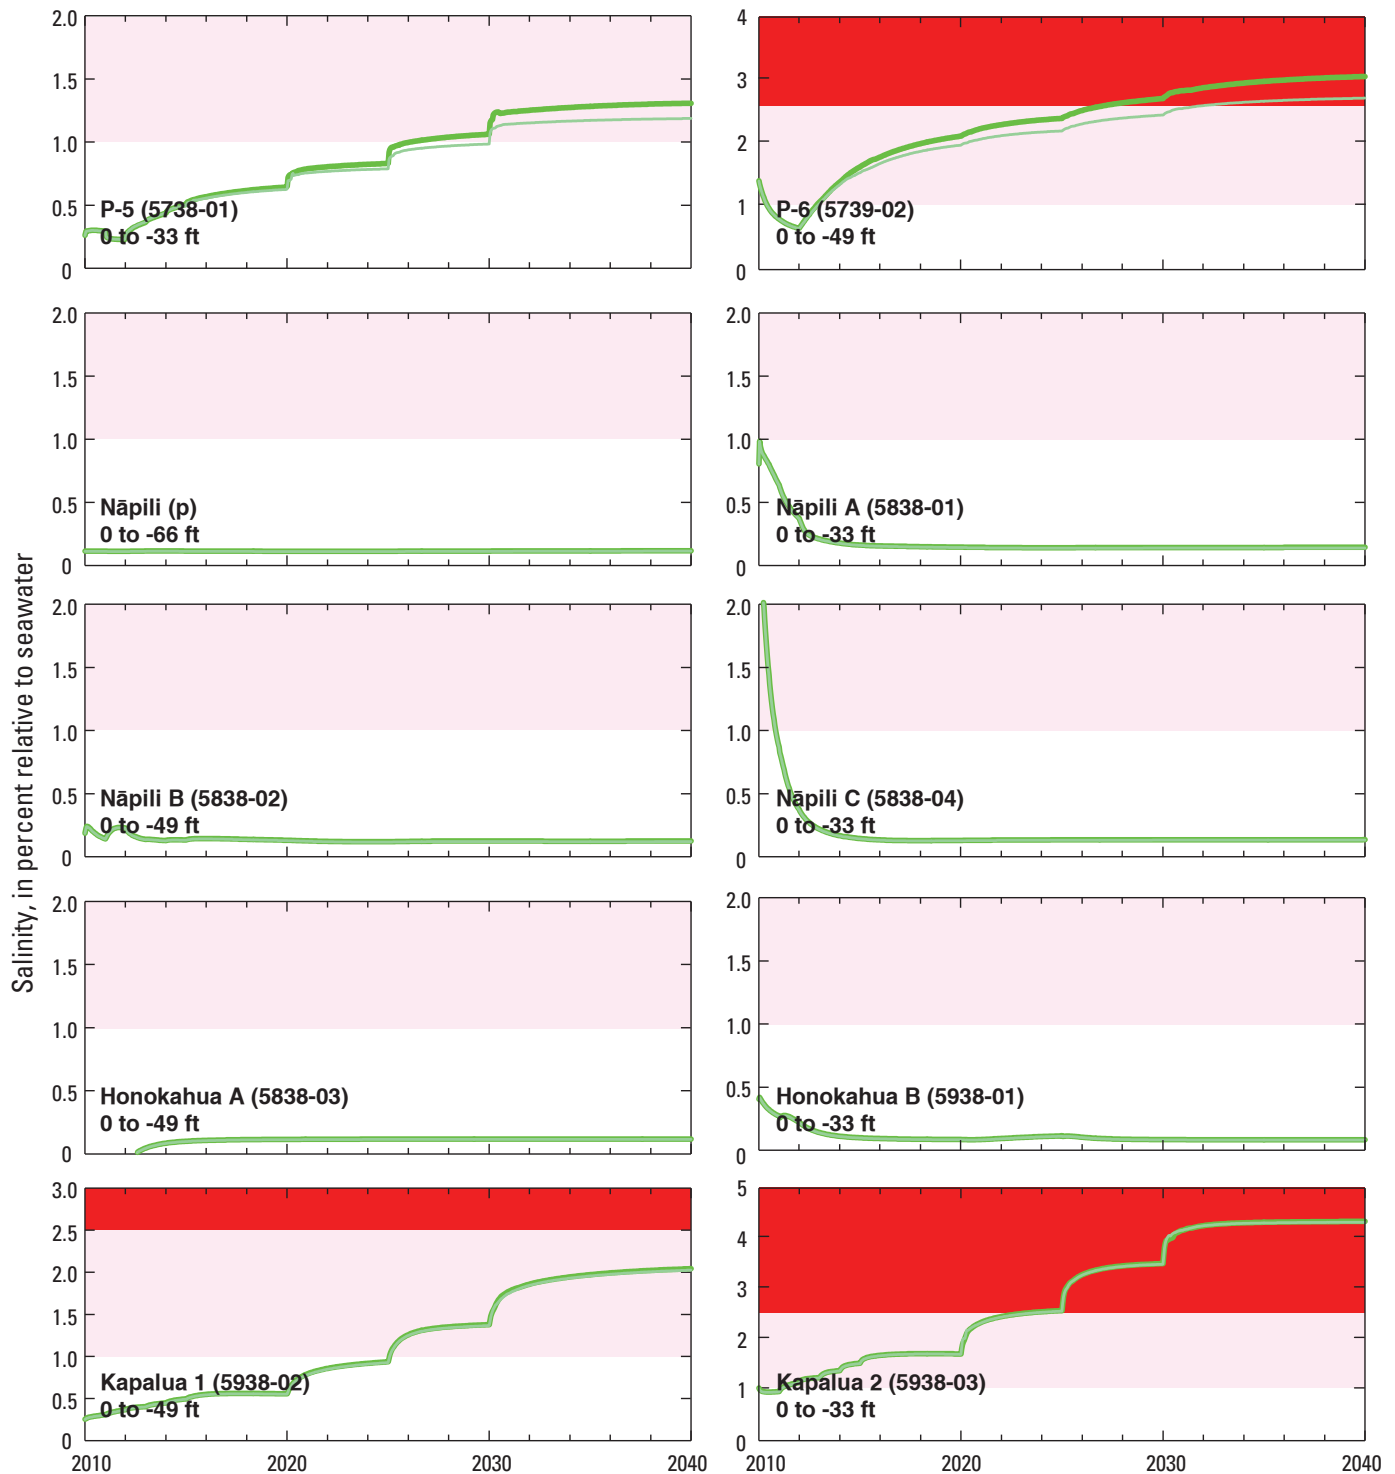 Salinity, in percent relative to seawater
2.0
1.5
1.0
0.5
0
P-5 (5738-01)
0 to -33 ft
4
3
2
1
0
P-6 (5739-02)
0 to -49 ft
2.0
1.5
1.0
0.5
0
Nāpili (p)
0 to -66 ft
2.0
1.5
1.0
0.5
0
Nāpili A (5838-01)
0 to -33 ft
2.0
1.5
1.0
0.5
0
Nāpili B (5838-02)
0 to -49 ft
2.0
1.5
1.0
0.5
0
Nāpili C (5838-04)
0 to -33 ft
2.0
1.5
1.0
0.5
0
Honokahua A (5838-03)
0 to -49 ft
2.0
1.5
1.0
0.5
0
Honokahua B (5938-01)
0 to -33 ft
3.0
2.5
2.0
1.5
1.0
0.5
0
Kapalua 1 (5938-02)
0 to -49 ft
2010 2020 2030 2040
5
4
3
2
1
0
Kapalua 2 (5938-03)
0 to -33 ft
2010 2020 2030 2040